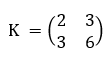 K = (2 3
3 6)